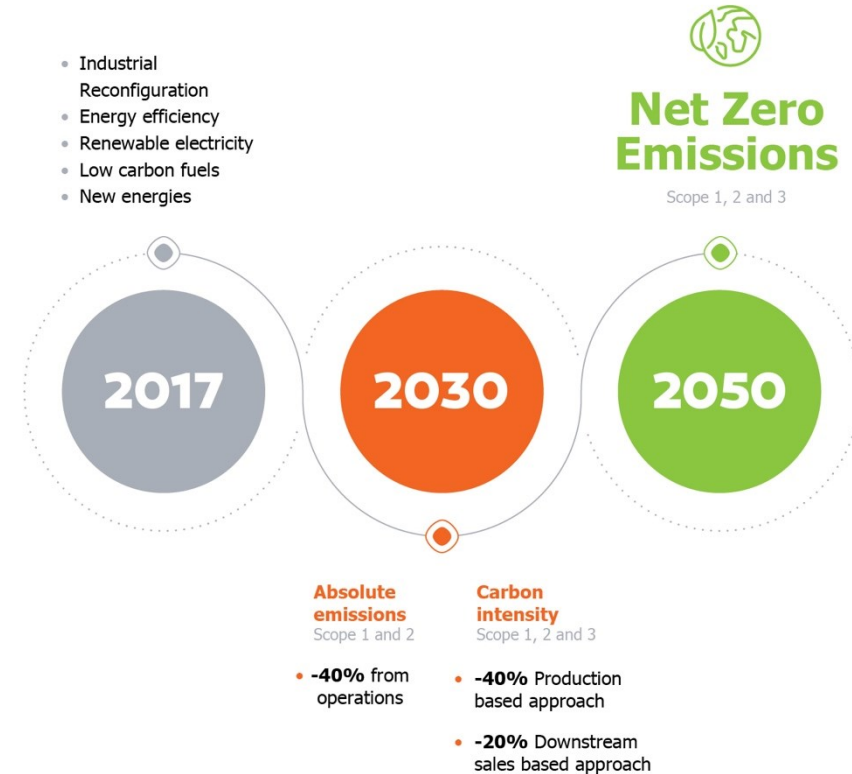 • Industrial
Reconfiguration
• Energy efficiency
• Renewable electricity
• Low carbon fuels
• New energies
Net Zero
Emissions
Scope 1, 2 and 3
2017
2030
2050
Absolute
emissions
Scope 1 and 2
• -40% from
operations
Carbon
intensity
Scope 1, 2 and 3
• -40% Production
based approach
• -20% Downstream
sales based approach